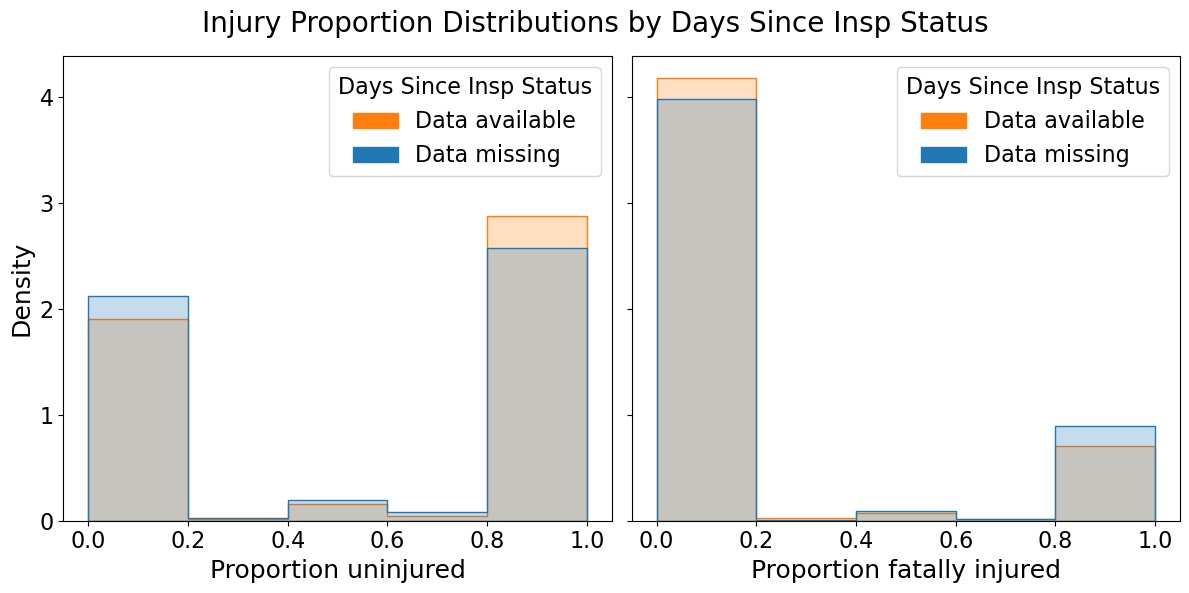 Injury Proportion Distributions by Days Since Insp Status
Days Since Insp Status
Data available
Data missing
Density
0
1
2
3
4
0.0 0.2 0.4 0.6 0.8 1.0
Proportion uninjured
Days Since Insp Status
Data available
Data missing
0.0 0.2 0.4 0.6 0.8 1.0
Proportion fatally injured